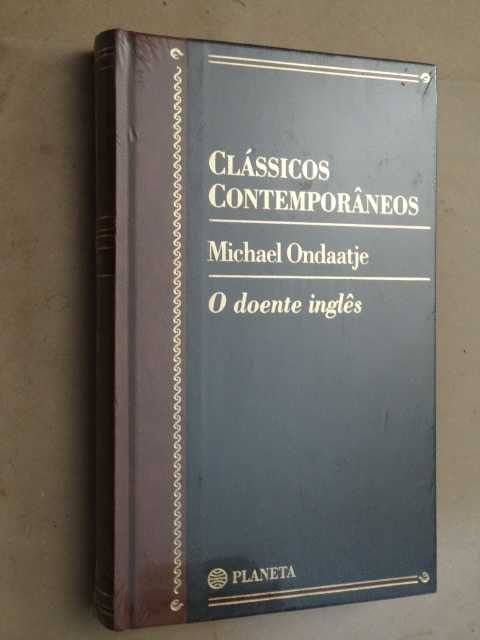 CLÁSSICOS
CONTEMPORÂNEOS
Michael Ondaatje
O doente inglês
PLANETA